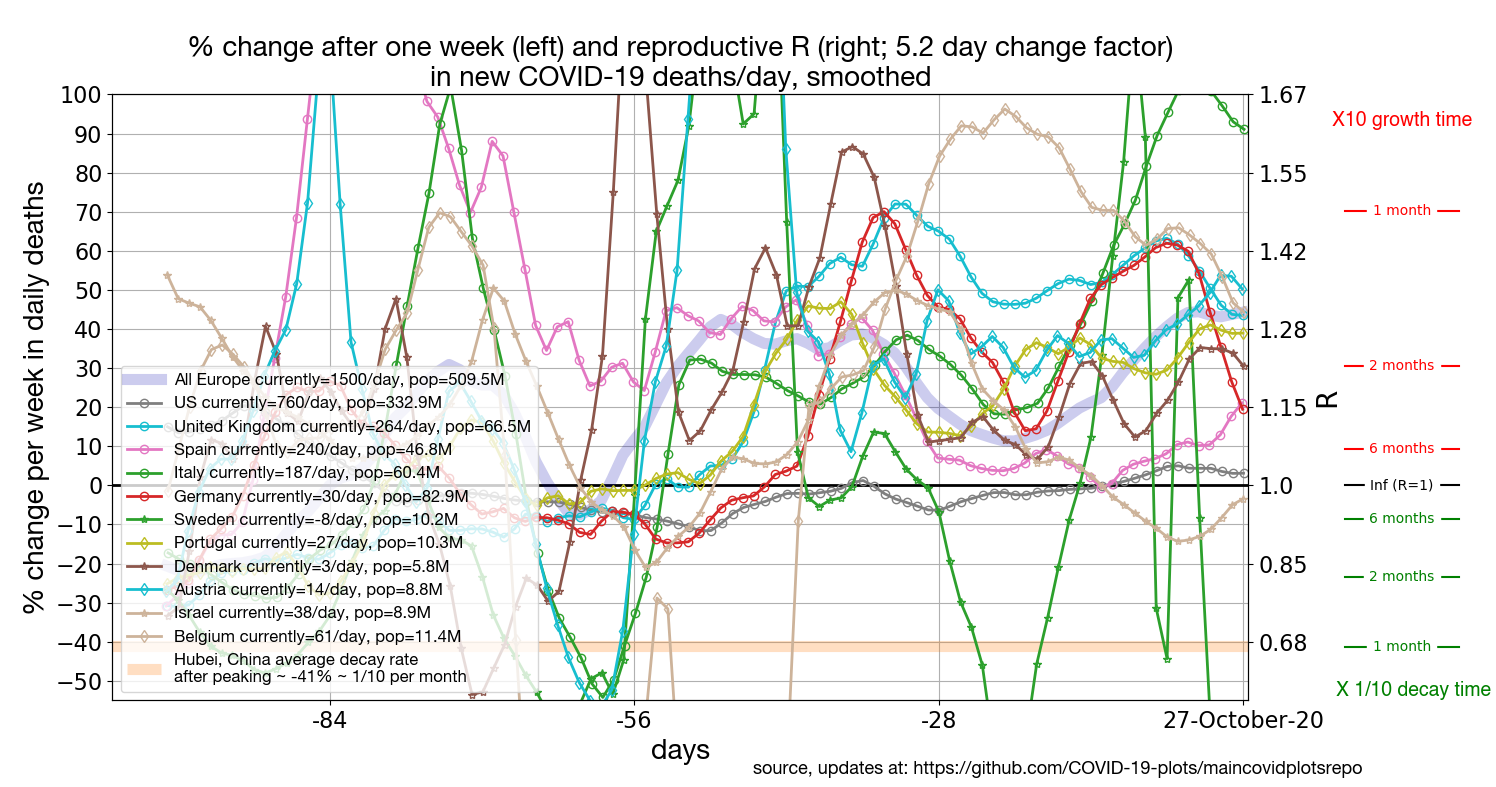 % change after one week (left) and reproductive R (right; 5.2 day change factor)
in new COVID-19 deaths/day, smoothed
% change per week in daily deaths
100
90
80
70
60
50
40
30
20
10
0
−10
−20
−30
−40
−50
All Europe currently=1500/day, pop=509.5M
US currently=760/day, pop=332.9M
United Kingdom currently=264/day, pop=66.5M
Spain currently=240/day, pop=46.8M
Italy currently=187/day, pop=60.4M
Germany currently=30/day, pop=82.9M
Sweden currently=-8/day, pop=10.2M
Portugal currently=27/day, pop=10.3M
Denmark currently=3/day, pop=5.8M
Austria currently=14/day, pop=8.8M
Israel currently=38/day, pop=8.9M
Belgium currently=61/day, pop=11.4M
Hubei, China average decay rate
after peaking ~ -41% ~ 1/10 per month
1.67
1.55
1.42
1.28
1.15
1.0
0.85
0.68
R
X10 growth time
1 month
2 months
6 months
Inf (R=1)
6 months
2 months
1 month
X 1/10 decay time
-84
-56
-28
27-October-20
days
source, updates at: https://github.com/COVID-19-plots/maincovidplotsrepo